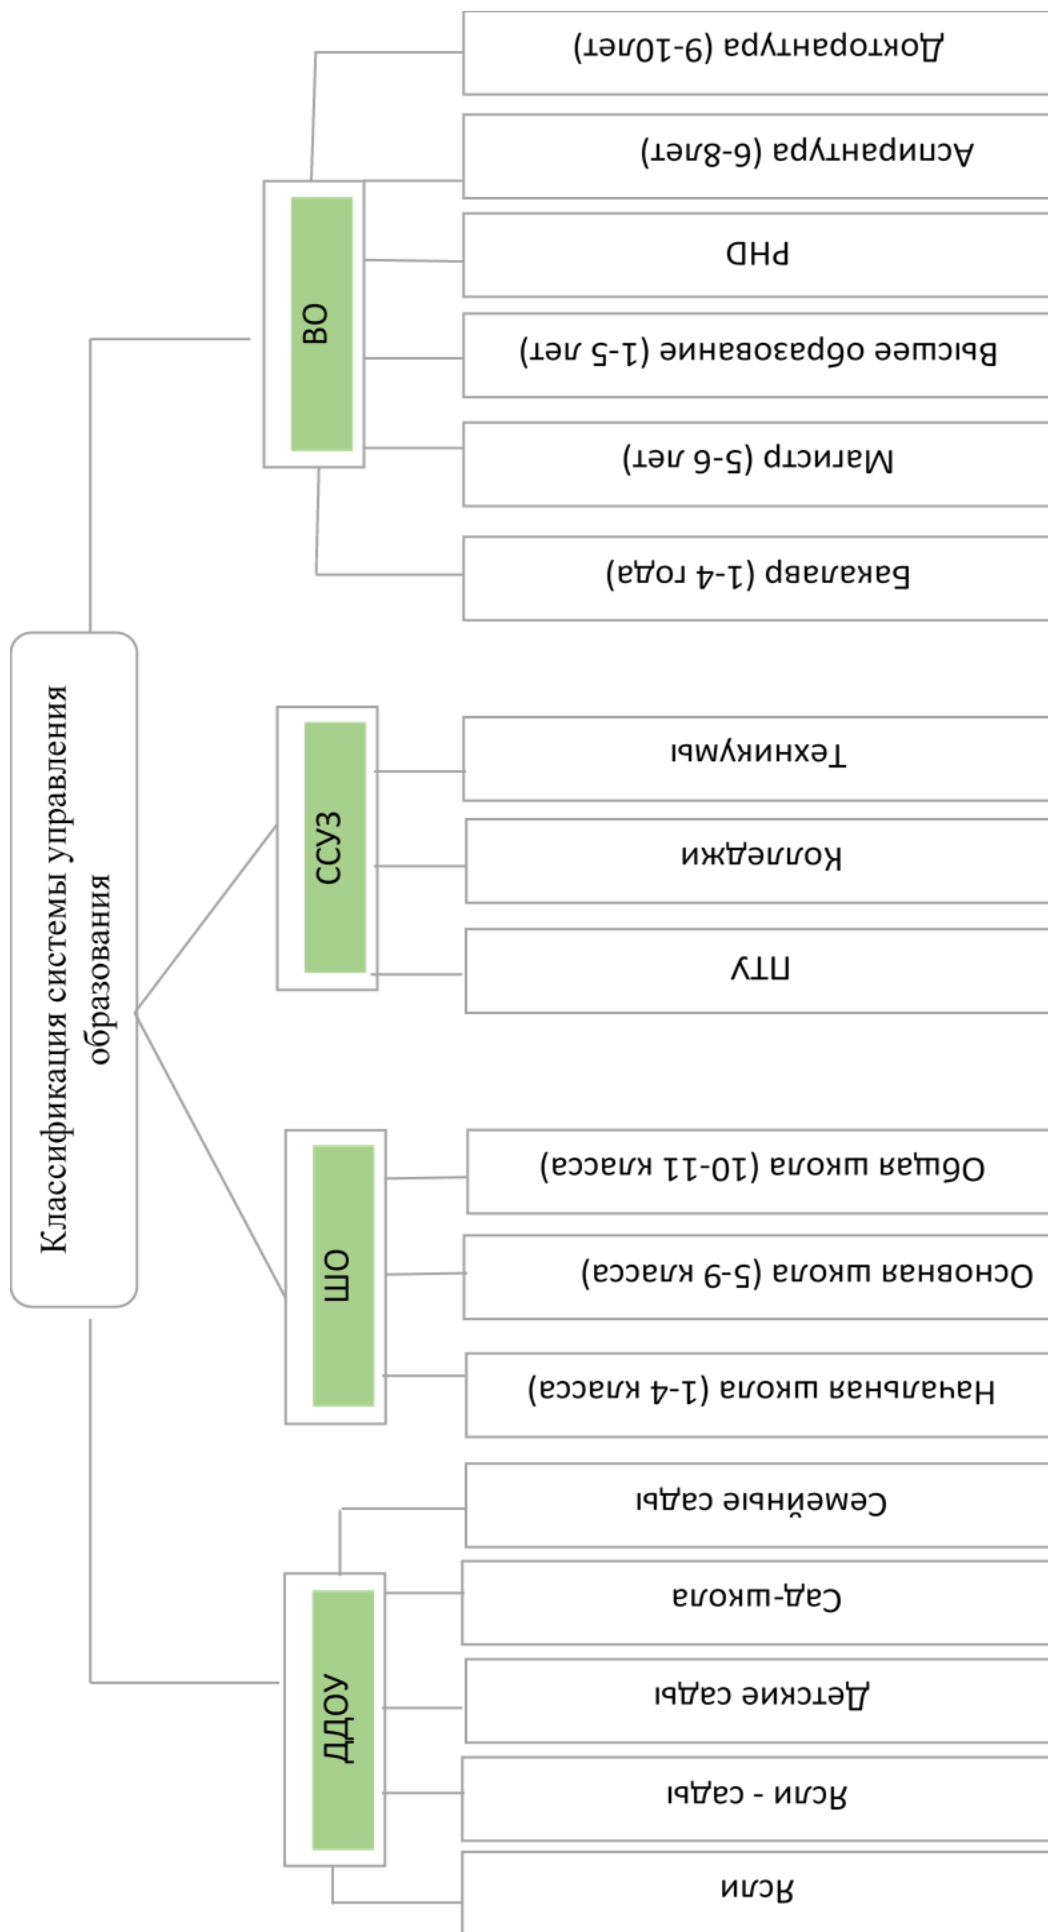 Классификация системы управления
образования
ДДОУ
ШО
ССУЗ
ВО
Ясли
Ясли - сады
Детские сады
Сад-школа
Семейные сады
Начальная школа (1-4 класса)
Основная школа (5-9 класса)
Общая школа (10-11 класса)
ПТУ
Колледжи
Техникумы
Бакалавр (1-4 года)
Магистр (5-6 лет)
Высшее образование (1-5 лет)
PHD
Аспирантура (6-8лет)
Докторантура (9-10лет)